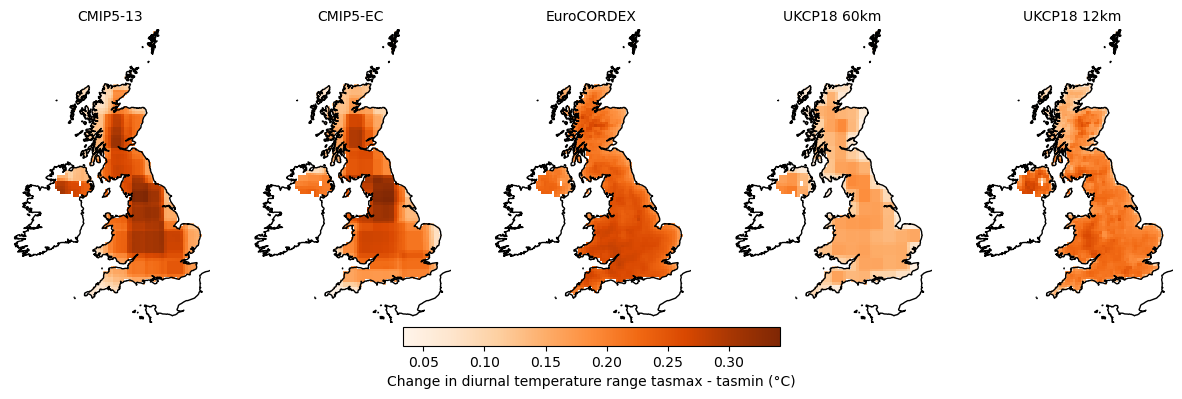 CMIP5-13
CMIP5-EC
EuroCORDEX
UKCP18 60km
UKCP18 12km
0.05
0.10
0.15
0.20
0.25
0.30
Change in diurnal temperature range tasmax - tasmin (°C)